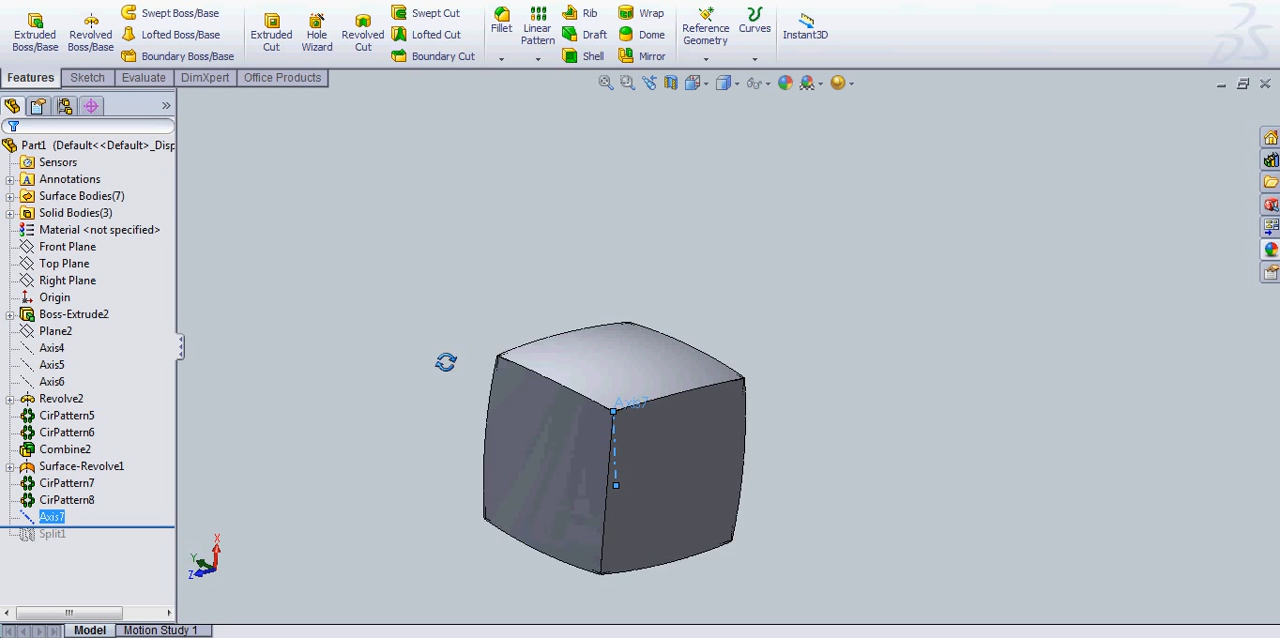 Extruded Boss/Base
Revolved Boss/Base
Swept Boss/Base
Lofted Boss/Base
Boundary Boss/Base
Extruded Cut
Hole Wizard
Revolved Cut
Swept Cut
Lofted Cut
Boundary Cut
Fillet
Linear Pattern
Rib
Draft
Shell
Wrap
Dome
Mirror
Reference Geometry
Curves
Instant3D
Features
Sketch
Evaluate
DimXpert
Office Products
Part1 (Default<<Default>_Disp
Sensors
A Annotations
Surface Bodies(7)
Solid Bodies(3)
Material <not specified>
Front Plane
Top Plane
Right Plane
Origin
Boss-Extrude2
Plane2
Axis4
Axis5
Axis6
Revolve2
CirPattern5
CirPattern6
Combine2
Surface-Revolve1
CirPattern7
CirPattern8
Axis7
Split1
Axis7
X
Y
Z
Model
Motion Study 1